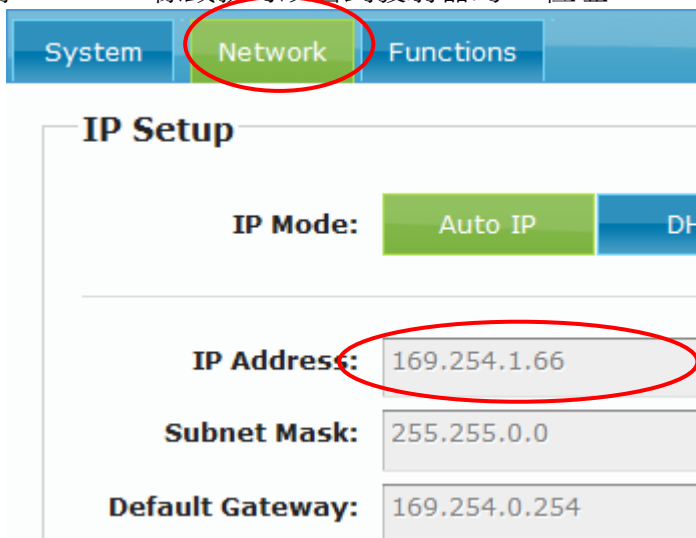 System Network Functions
IP Setup
IP Mode: Auto IP
IP Address: 169.254.1.66
Subnet Mask: 255.255.0.0
Default Gateway: 169.254.0.254